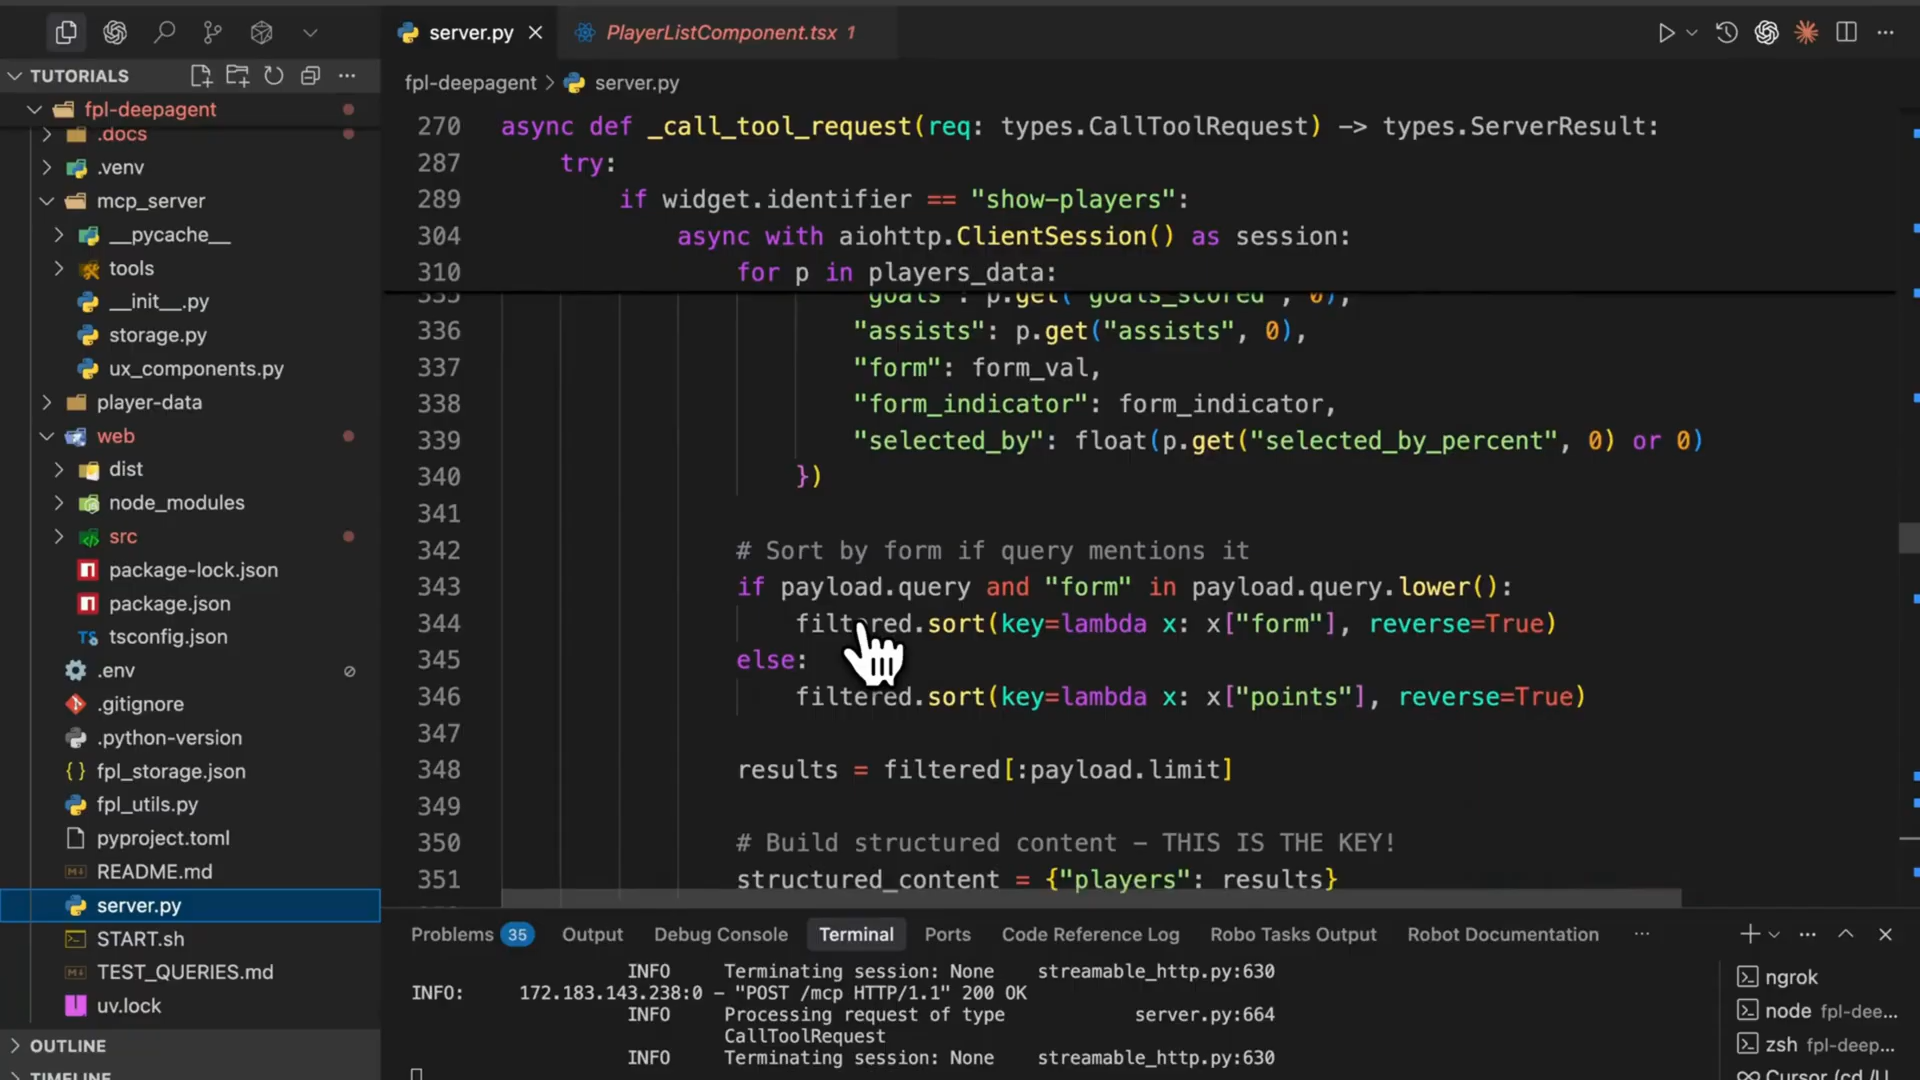 server.py
PlayerListComponent.tsx 1
TUTORIALS
fpl-deepagent
.docs
.venv
mcp_server
__pycache__
tools
__init__.py
storage.py
ux_components.py
player-data
web
dist
node_modules
src
package-lock.json
package.json
tsconfig.json
.env
.gitignore
.python-version
fpl_storage.json
fpl_utils.py
pyproject.toml
README.md
server.py
START.sh
TEST_QUERIES.md
uv.lock
OUTLINE
TIMELINE
fpl-deepagent > server.py
270 async def _call_tool_request(req: types.CallToolRequest) -> types.ServerResult:
287 try:
289 if widget.identifier == "show-players":
304 async with aiohttp.ClientSession() as session:
310 for p in players_data:
335 "goals": p.get("goals_scored", 0),
336 "assists": p.get("assists", 0),
337 "form": form_val,
338 "form_indicator": form_indicator,
339 "selected_by": float(p.get("selected_by_percent", 0) or 0)
340 })
341
342 # Sort by form if query mentions it
343 if payload.query and "form" in payload.query.lower():
344 filtered.sort(key=lambda x: x["form"], reverse=True)
345 else:
346 filtered.sort(key=lambda x: x["points"], reverse=True)
347
348 results = filtered[:payload.limit]
349
350 # Build structured content – THIS IS THE KEY!
351 structured_content = {"players": results}
Problems 35 Output Debug Console Terminal Ports Code Reference Log Robo Tasks Output Robot Documentation
INFO Terminating session: None streamable_http.py:630
INFO: 172.183.143.238:0 – "POST /mcp HTTP/1.1" 200 OK
INFO Processing request of type server.py:664
CallToolRequest
INFO Terminating session: None streamable_http.py:630
ngrok
node fpl-dee...
zsh fpl-deep...
Cursor (cd /U